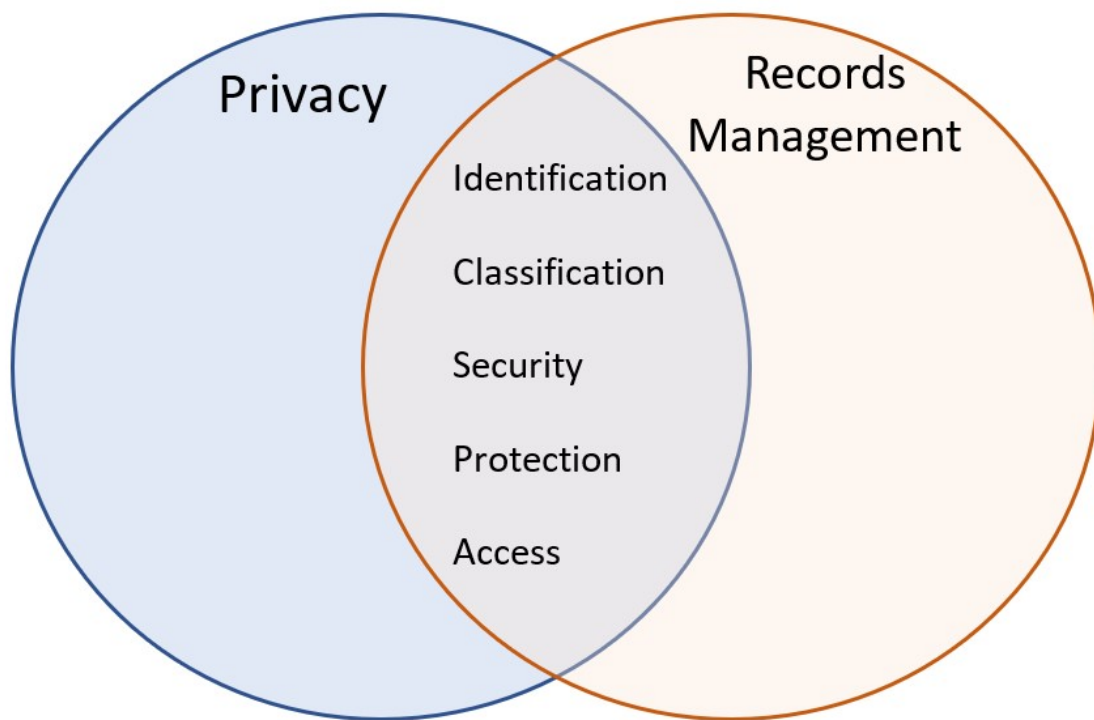 Privacy
Records
Management
Identification
Classification
Security
Protection
Access